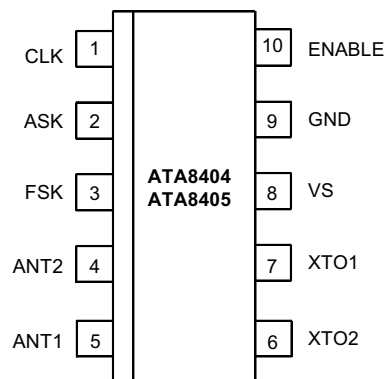 CLK 1 10 ENABLE
ASK 2 9 GND
FSK 3 ATA8404 8 VS
ATA8405
ANT2 4 7 XTO1
ANT1 5 6 XTO2